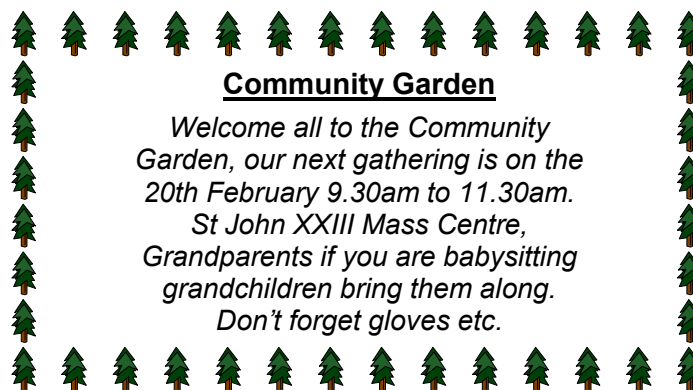 Community Garden
Welcome all to the Community
Garden, our next gathering is on the
20th February 9.30am to 11.30am.
St John XXIII Mass Centre,
Grandparents if you are babysitting
grandchildren bring them along.
Don’t forget gloves etc.